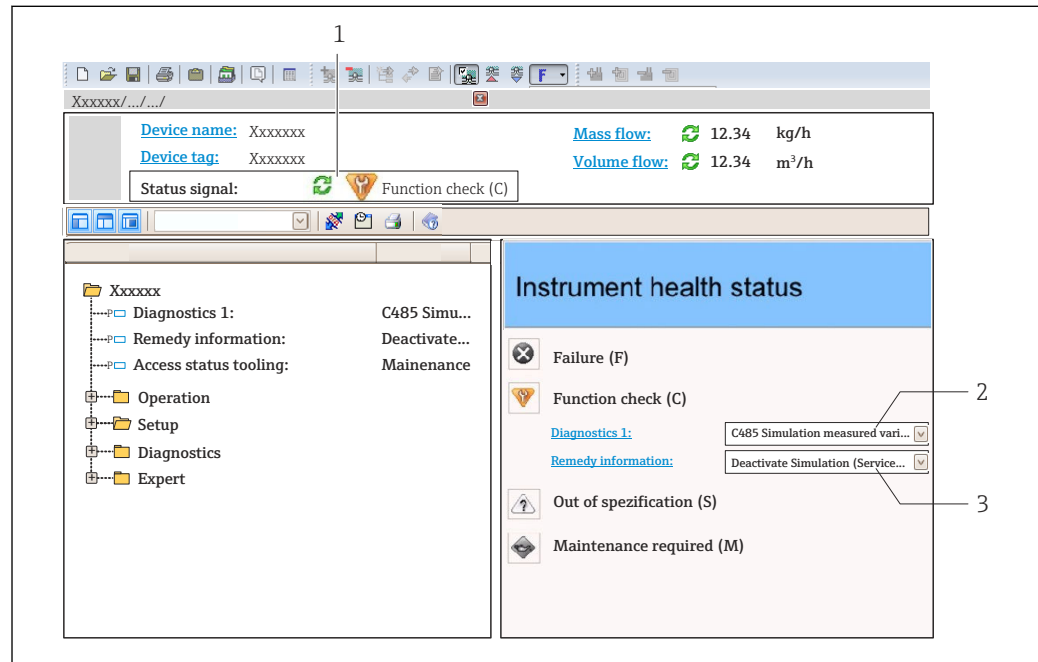 1
F
Xxxxxx/.../.../
Device name: Xxxxxxx
Mass flow: 12.34 kg/h
Device tag: Xxxxxxx
Volume flow: 12.34 m³/h
Status signal: Function check (C)
Xxxxxx
Diagnostics 1: C485 Simu...
Remedy information: Deactivate...
Access status tooling: Mainenance
Operation
Setup
Diagnostics
Expert
Instrument health status
Failure (F)
Function check (C)
2
Diagnostics 1: C485 Simulation measured vari...
Remedy information: Deactivate Simulation (Service...
Out of spezification (S)
3
Maintenance required (M)